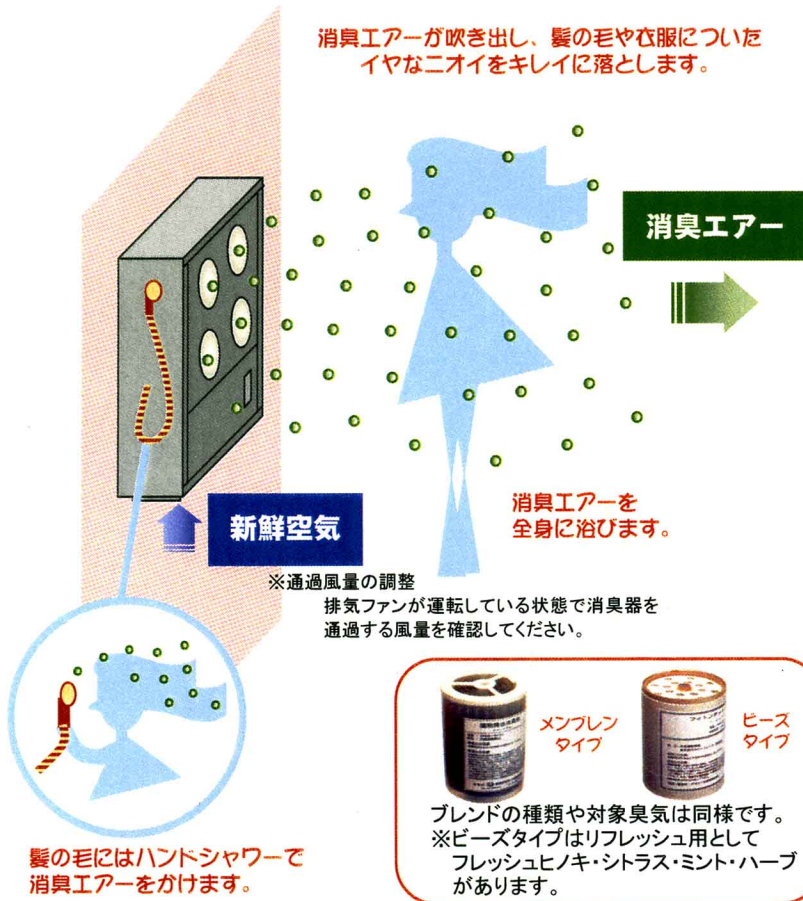 消臭エアーが吹き出し、髪の毛や衣服についた
イヤなニオイをキレイに落とします。
消臭エアー
新鮮空気
消臭エアーを
全身に浴びます。
※通過風量の調整
排気ファンが運転している状態で消臭器を
通過する風量を確認してください。
メンブレン
タイプ
ビーズ
タイプ
ブレンドの種類や対象臭気は同様です。
※ビーズタイプはリフレッシュ用として
フレッシュヒノキ・シトラス・ミント・ハーブ
があります。
髪の毛にはハンドシャワーで
消臭エアーをかけます。